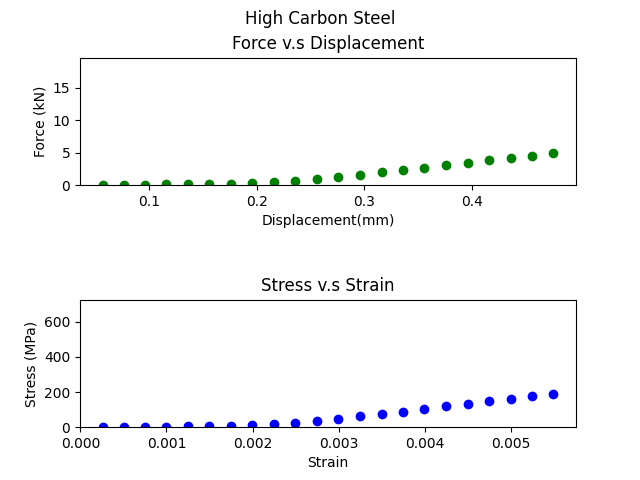 High Carbon Steel
Force v.s Displacement
15
10
5
0
Force (kN)
0.1 0.2 0.3 0.4
Displacement(mm)
Stress v.s Strain
600
400
200
0
Stress (MPa)
0.000 0.001 0.002 0.003 0.004 0.005
Strain